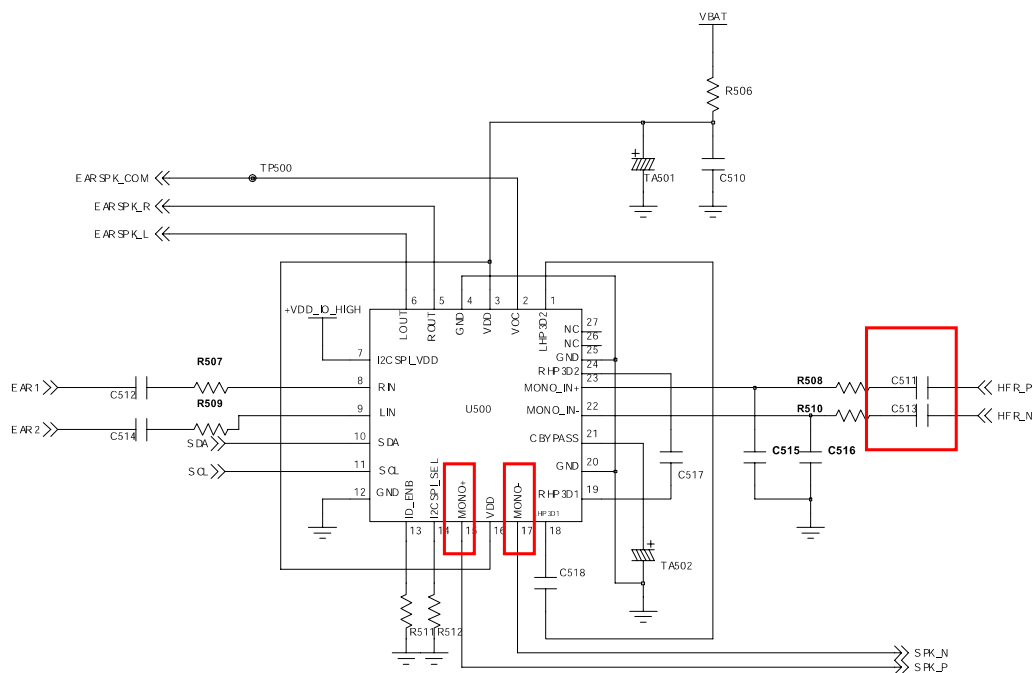 VBAT
R506
TA501
C510
EARSPK_COM
TP500
EARSPK_R
EARSPK_L
+VDD_IO_HIGH
6
5
4
3
2
1
LOUT
ROUT
GND
VDD
VOC
LHP3D2
7
I2CSPI_VDD
NC
27
NC
26
GND
25
RHP3D2
24
EAR1
C512
R507
8
RIN
MONO_IN+
23
R508
C511
HFR_P
EAR2
C514
R509
9
LIN
U500
MONO_IN-
22
R510
C513
HFR_N
SDA
10
SDA
CBYPASS
21
C515
C516
SCL
11
SCL
GND
20
C517
12
GND
RHP3D1
19
ID_ENB
I2CSPI_SEL
MONO+
VDD
MONO-
HP3D1
13
14
15
16
17
18
TA502
C518
R511
R512
SPK_N
SPK_P